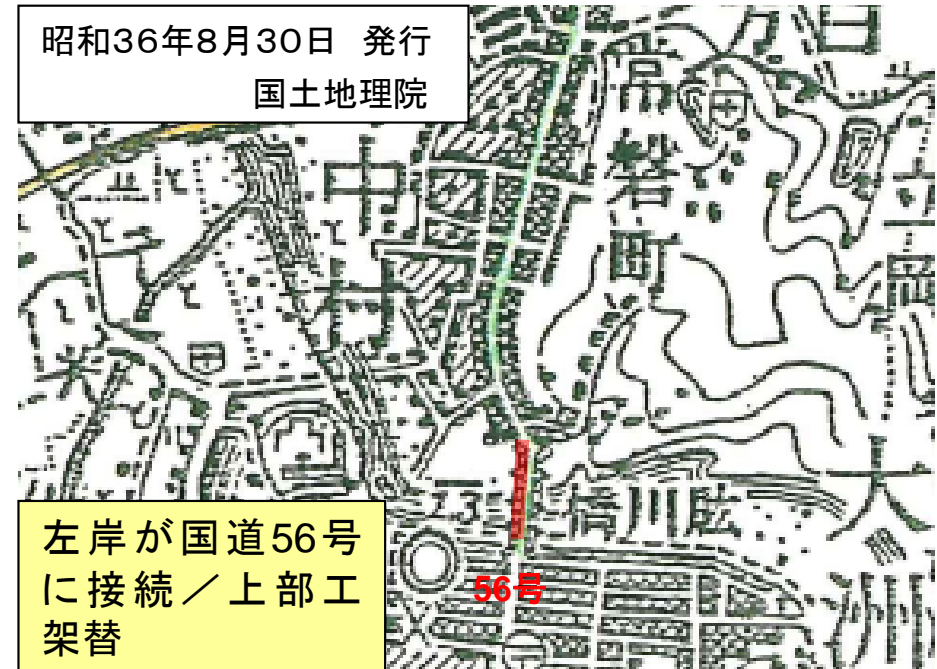 昭和36年8月30日 発行
国土地理院
常磐町
中村
肱川橋
大洲
56号
左岸が国道56号
に接続／上部工
架替